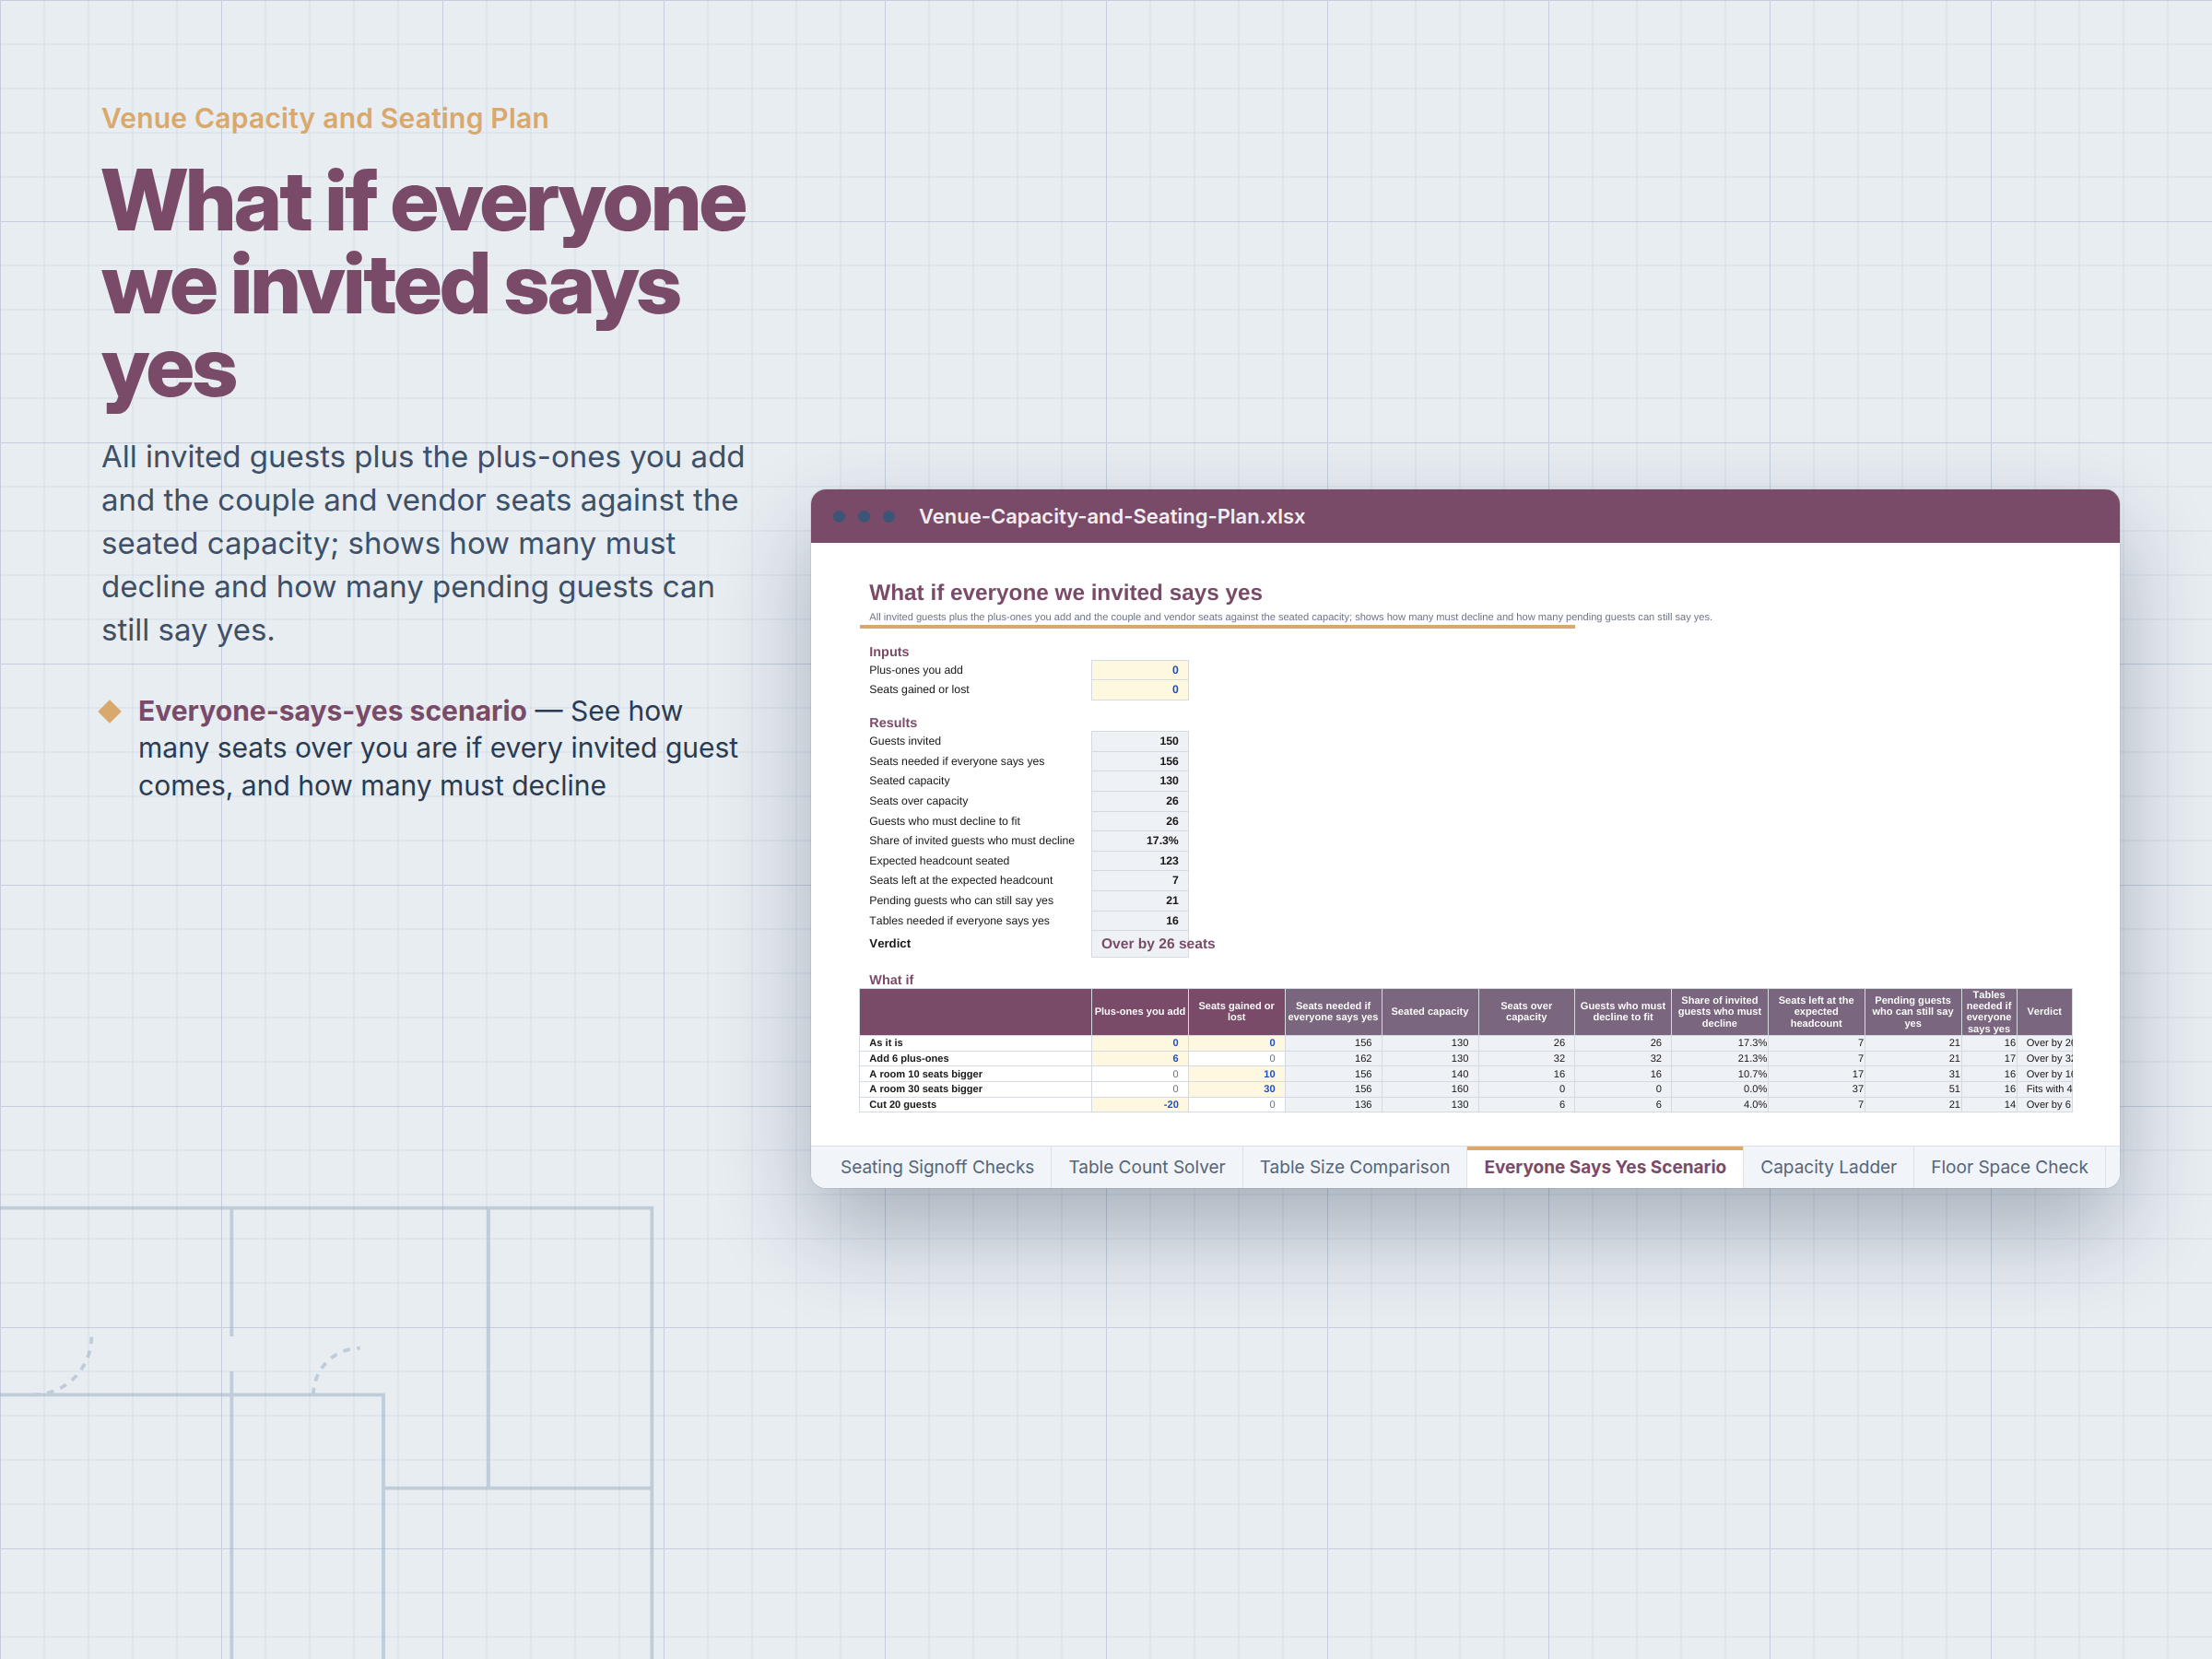 Venue Capacity and Seating Plan
What if everyone
we invited says
yes
All invited guests plus the plus-ones you add
and the couple and vendor seats against the
seated capacity; shows how many must
decline and how many pending guests can
still say yes.
Everyone-says-yes scenario — See how
many seats over you are if every invited guest
comes, and how many must decline
Venue-Capacity-and-Seating-Plan.xlsx
What if everyone we invited says yes
All invited guests plus the plus-ones you add and the couple and vendor seats against the seated capacity; shows how many must decline and how many pending guests can still say yes.
Inputs
Plus-ones you add 0
Seats gained or lost 0
Results
Guests invited 150
Seats needed if everyone says yes 156
Seated capacity 130
Seats over capacity 26
Guests who must decline to fit 26
Share of invited guests who must decline 17.3%
Expected headcount seated 123
Seats left at the expected headcount 7
Pending guests who can still say yes 21
Tables needed if everyone says yes 16
Verdict Over by 26 seats
What if
Plus-ones you add Seats gained or lost Seats needed if everyone says yes Seated capacity Seats over capacity Guests who must decline to fit Share of invited guests who must decline Seats left at the expected headcount Pending guests who can still say yes Tables needed if everyone says yes Verdict
As it is 0 0 156 130 26 26 17.3% 7 21 16 Over by 26
Add 6 plus-ones 6 0 162 130 32 32 21.3% 7 21 17 Over by 32
A room 10 seats bigger 0 10 156 140 16 16 10.7% 17 31 16 Over by 16
A room 30 seats bigger 0 30 156 160 0 0 0.0% 37 51 16 Fits with 4
Cut 20 guests -20 0 136 130 6 6 4.0% 7 21 14 Over by 6
Seating Signoff Checks Table Count Solver Table Size Comparison Everyone Says Yes Scenario Capacity Ladder Floor Space Check